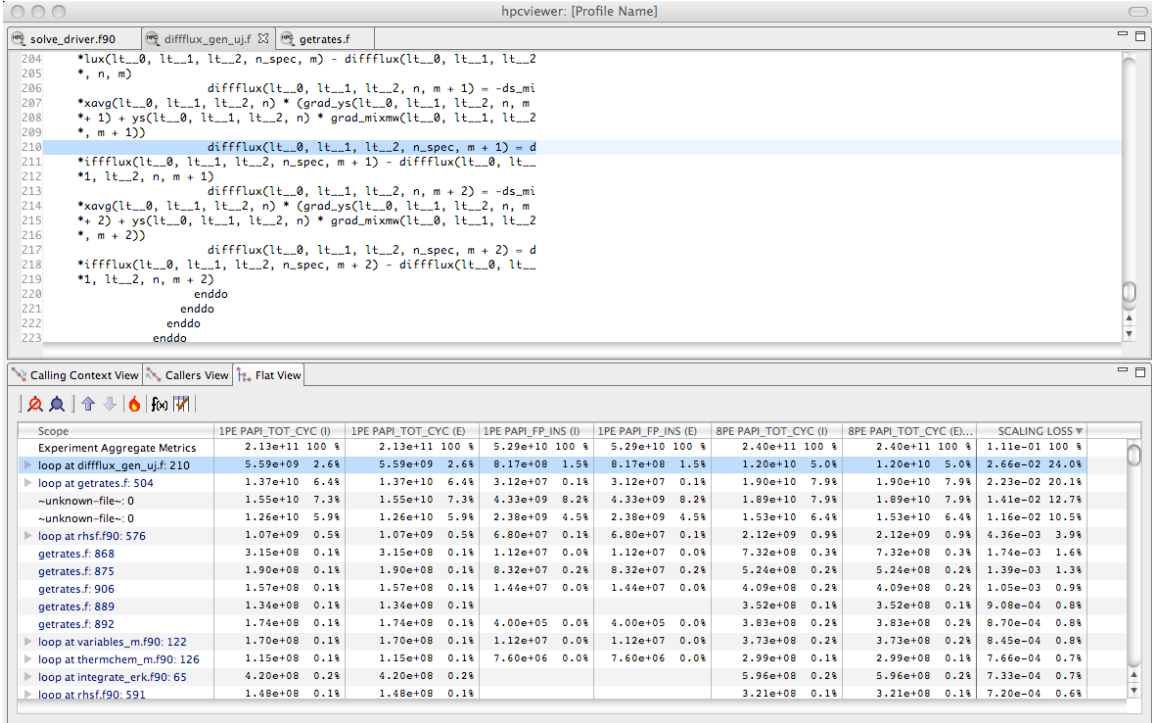 hpcviewer: [Profile Name]
solve_driver.f90 diffflux_gen_uj.f getrates.f
204 *lux(lt__0, lt__1, lt__2, n_spec, m) - diffflux(lt__0, lt__1, lt__2
205 *, n, m)
206 diffflux(lt__0, lt__1, lt__2, n, m + 1) = -ds_mi
207 *xavg(lt__0, lt__1, lt__2, n) * (grad_ys(lt__0, lt__1, lt__2, n, m
208 *+ 1) + ys(lt__0, lt__1, lt__2, n) * grad_mixmw(lt__0, lt__1, lt__2
209 *, m + 1))
210 diffflux(lt__0, lt__1, lt__2, n_spec, m + 1) = d
211 *iffflux(lt__0, lt__1, lt__2, n_spec, m + 1) - diffflux(lt__0, lt__
212 *1, lt__2, n, m + 1)
213 diffflux(lt__0, lt__1, lt__2, n, m + 2) = -ds_mi
214 *xavg(lt__0, lt__1, lt__2, n) * (grad_ys(lt__0, lt__1, lt__2, n, m
215 *+ 2) + ys(lt__0, lt__1, lt__2, n) * grad_mixmw(lt__0, lt__1, lt__2
216 *, m + 2))
217 diffflux(lt__0, lt__1, lt__2, n_spec, m + 2) = d
218 *iffflux(lt__0, lt__1, lt__2, n_spec, m + 2) - diffflux(lt__0, lt__
219 *1, lt__2, n, m + 2)
220 enddo
221 enddo
222 enddo
223 enddo
Calling Context View Callers View Flat View
f(x)
Scope 1PE PAPI_TOT_CYC (I) 1PE PAPI_TOT_CYC (E) 1PE PAPI_FP_INS (I) 1PE PAPI_FP_INS (E) 8PE PAPI_TOT_CYC (I) 8PE PAPI_TOT_CYC (E)... SCALING LOSS
Experiment Aggregate Metrics 2.13e+11 100 % 2.13e+11 100 % 5.29e+10 100 % 5.29e+10 100 % 2.40e+11 100 % 2.40e+11 100 % 1.11e-01 100 %
loop at diffflux_gen_uj.f: 210 5.59e+09 2.6% 5.59e+09 2.6% 8.17e+08 1.5% 8.17e+08 1.5% 1.20e+10 5.0% 1.20e+10 5.0% 2.66e-02 24.0%
loop at getrates.f: 504 1.37e+10 6.4% 1.37e+10 6.4% 3.12e+07 0.1% 3.12e+07 0.1% 1.90e+10 7.9% 1.90e+10 7.9% 2.23e-02 20.1%
~unknown-file~: 0 1.55e+10 7.3% 1.55e+10 7.3% 4.33e+09 8.2% 4.33e+09 8.2% 1.89e+10 7.9% 1.89e+10 7.9% 1.41e-02 12.7%
~unknown-file~: 0 1.26e+10 5.9% 1.26e+10 5.9% 2.38e+09 4.5% 2.38e+09 4.5% 1.53e+10 6.4% 1.53e+10 6.4% 1.16e-02 10.5%
loop at rhsf.f90: 576 1.07e+09 0.5% 1.07e+09 0.5% 6.80e+07 0.1% 6.80e+07 0.1% 2.12e+09 0.9% 2.12e+09 0.9% 4.36e-03 3.9%
getrates.f: 868 3.15e+08 0.1% 3.15e+08 0.1% 1.12e+07 0.0% 1.12e+07 0.0% 7.32e+08 0.3% 7.32e+08 0.3% 1.74e-03 1.6%
getrates.f: 875 1.90e+08 0.1% 1.90e+08 0.1% 8.32e+07 0.2% 8.32e+07 0.2% 5.24e+08 0.2% 5.24e+08 0.2% 1.39e-03 1.3%
getrates.f: 906 1.57e+08 0.1% 1.57e+08 0.1% 1.44e+07 0.0% 1.44e+07 0.0% 4.09e+08 0.2% 4.09e+08 0.2% 1.05e-03 0.9%
getrates.f: 889 1.34e+08 0.1% 1.34e+08 0.1% 3.52e+08 0.1% 3.52e+08 0.1% 9.08e-04 0.8%
getrates.f: 892 1.74e+08 0.1% 1.74e+08 0.1% 4.00e+05 0.0% 4.00e+05 0.0% 3.83e+08 0.2% 3.83e+08 0.2% 8.70e-04 0.8%
loop at variables_m.f90: 122 1.70e+08 0.1% 1.70e+08 0.1% 1.12e+07 0.0% 1.12e+07 0.0% 3.73e+08 0.2% 3.73e+08 0.2% 8.45e-04 0.8%
loop at thermchem_m.f90: 126 1.15e+08 0.1% 1.15e+08 0.1% 7.60e+06 0.0% 7.60e+06 0.0% 2.99e+08 0.1% 2.99e+08 0.1% 7.66e-04 0.7%
loop at integrate_erk.f90: 65 4.20e+08 0.2% 4.20e+08 0.2% 5.96e+08 0.2% 5.96e+08 0.2% 7.33e-04 0.7%
loop at rhsf.f90: 591 1.48e+08 0.1% 1.48e+08 0.1% 3.21e+08 0.1% 3.21e+08 0.1% 7.20e-04 0.6%